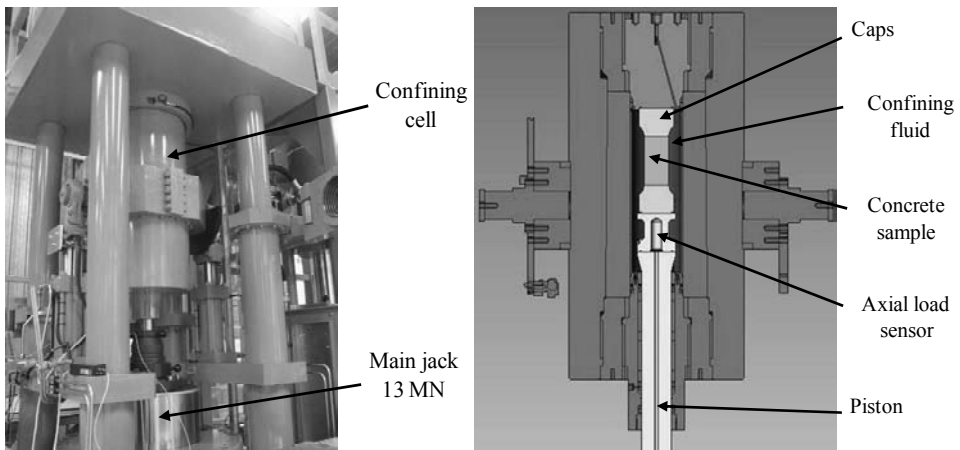 Confining
cell
Main jack
13 MN
Caps
Confining
fluid
Concrete
sample
Axial load
sensor
Piston